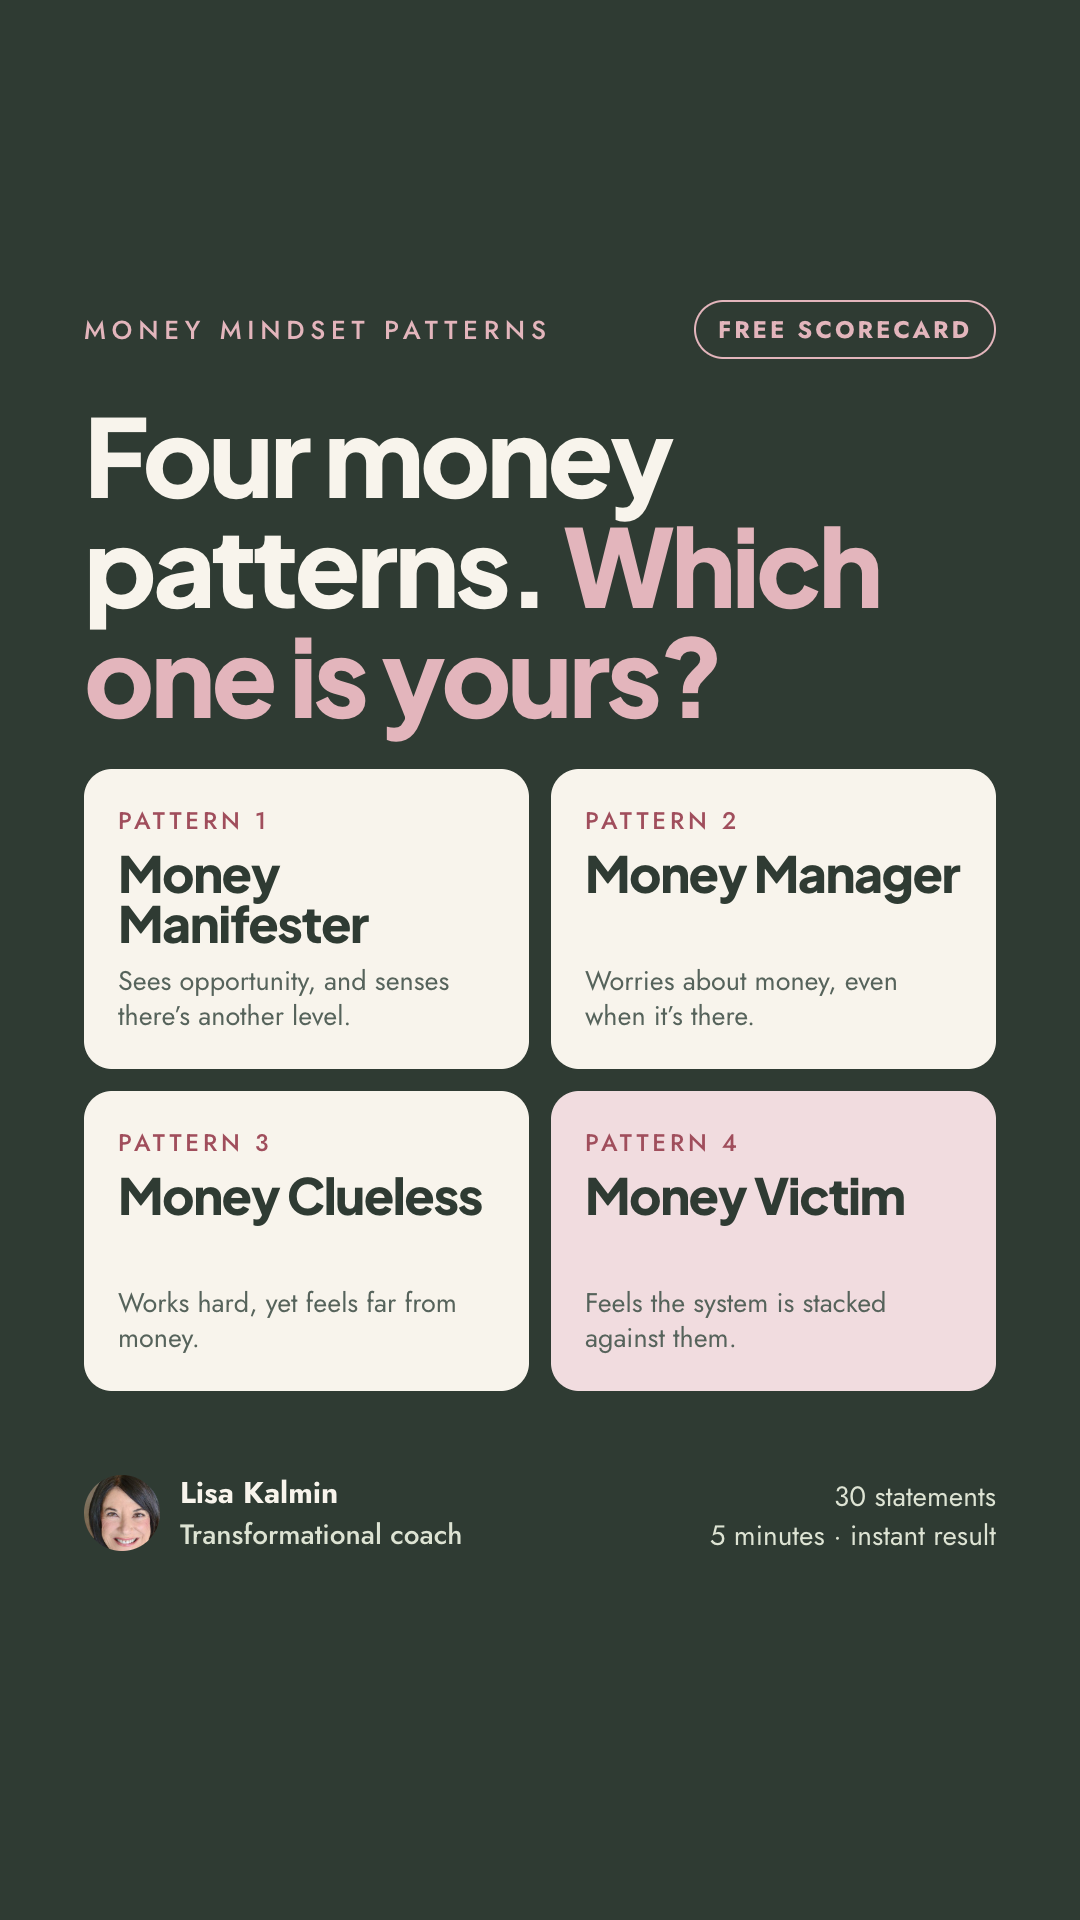 MONEY MINDSET PATTERNS
FREE SCORECARD
Four money
patterns. Which
one is yours?
PATTERN 1
Money
Manifester
Sees opportunity, and senses
there’s another level.
PATTERN 2
Money Manager
Worries about money, even
when it’s there.
PATTERN 3
Money Clueless
Works hard, yet feels far from
money.
PATTERN 4
Money Victim
Feels the system is stacked
against them.
Lisa Kalmin
Transformational coach
30 statements
5 minutes · instant result